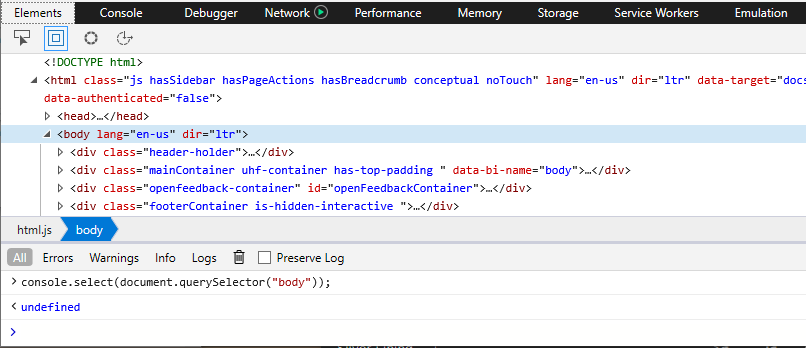 Elements Console Debugger Network Performance Memory Storage Service Workers Emulation
<!DOCTYPE html>
<html class="js hasSidebar hasPageActions hasBreadcrumb conceptual noTouch" lang="en-us" dir="ltr" data-target="docs
data-authenticated="false">
<head>…</head>
<body lang="en-us" dir="ltr">
<div class="header-holder">…</div>
<div class="mainContainer uhf-container has-top-padding " data-bi-name="body">…</div>
<div class="openfeedback-container" id="openFeedbackContainer">…</div>
<div class="footerContainer is-hidden-interactive ">…</div>
html.js body
All Errors Warnings Info Logs Preserve Log
> console.select(document.querySelector("body"));
< undefined
>